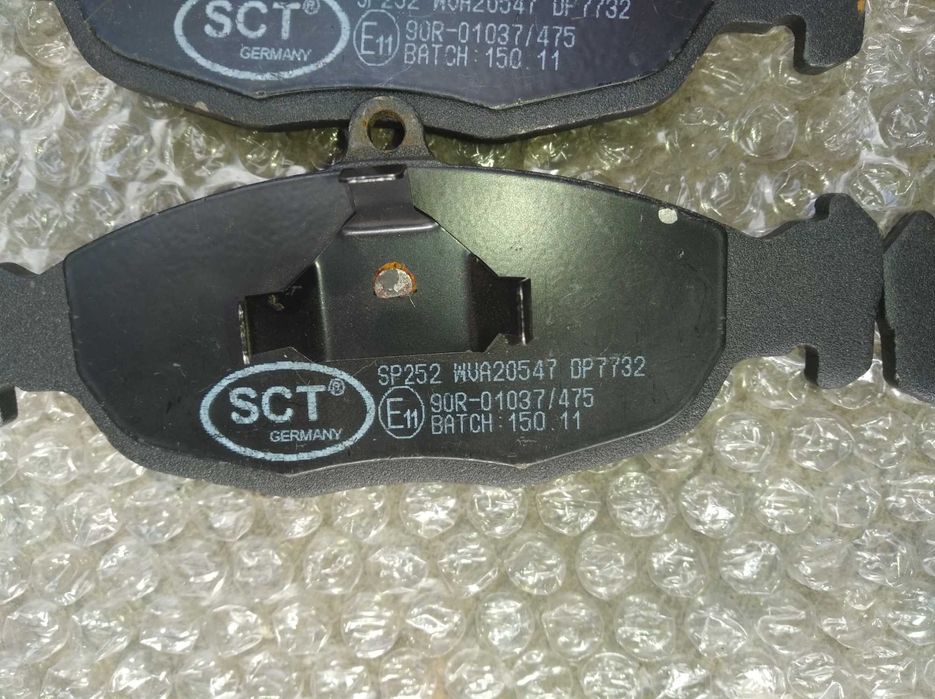 SP252 WVA20547 DP7732
SCT®
GERMANY
E11
90R-01037/475
BATCH:150.11
SP252 WVA20547 DP7732
SCT®
GERMANY
E11
90R-01037/475
BATCH:150.11